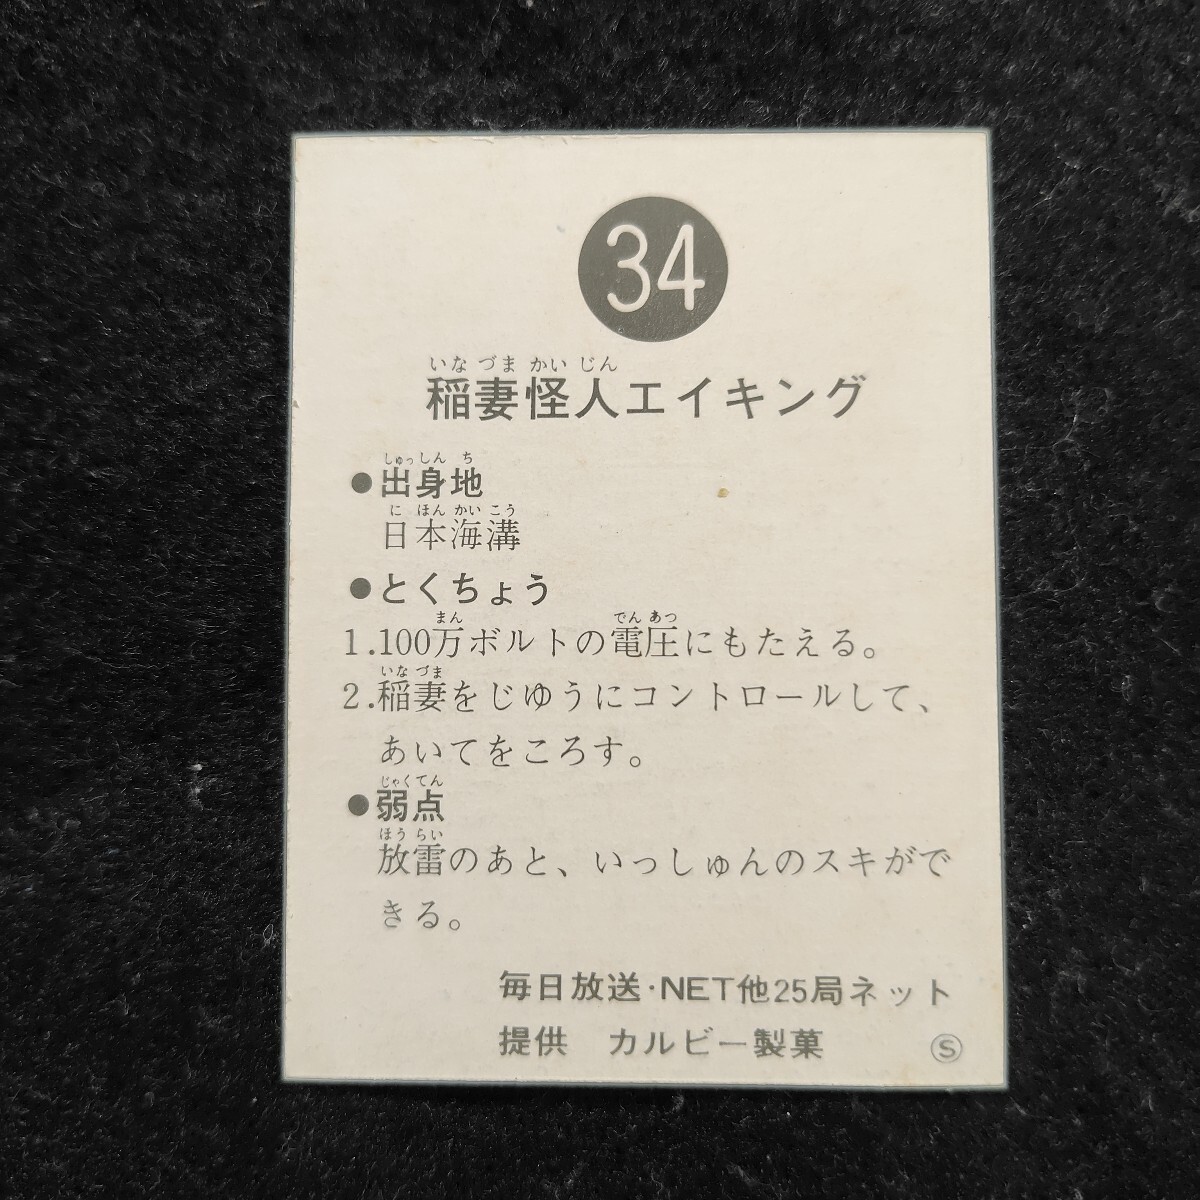 34
いなづまかいじん
稲妻怪人エイキング
しゅっしんち
●出身地
にほんかいこう
日本海溝
●とくちょう
まん でんあつ
1.100万ボルトの電圧にもたえる。
いなづま
2.稲妻をじゆうにコントロールして、
あいてをころす。
じゃくてん
●弱点
ほうらい
放雷のあと、いっしゅんのスキがで
きる。
毎日放送・NET他25局ネット
提供 カルビー製菓 Ⓢ